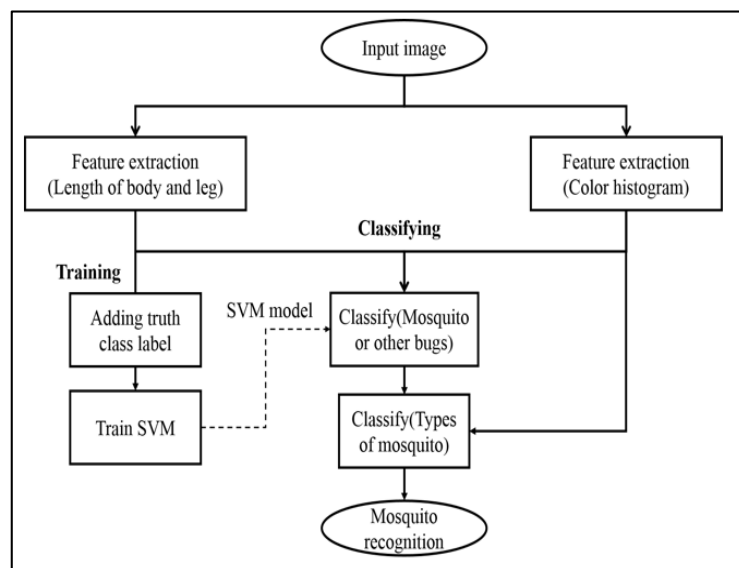 Input image
Feature extraction
(Length of body and leg)
Feature extraction
(Color histogram)
Classifying
Training
Adding truth
class label
SVM model
Classify(Mosquito
or other bugs)
Train SVM
Classify(Types
of mosquito)
Mosquito
recognition